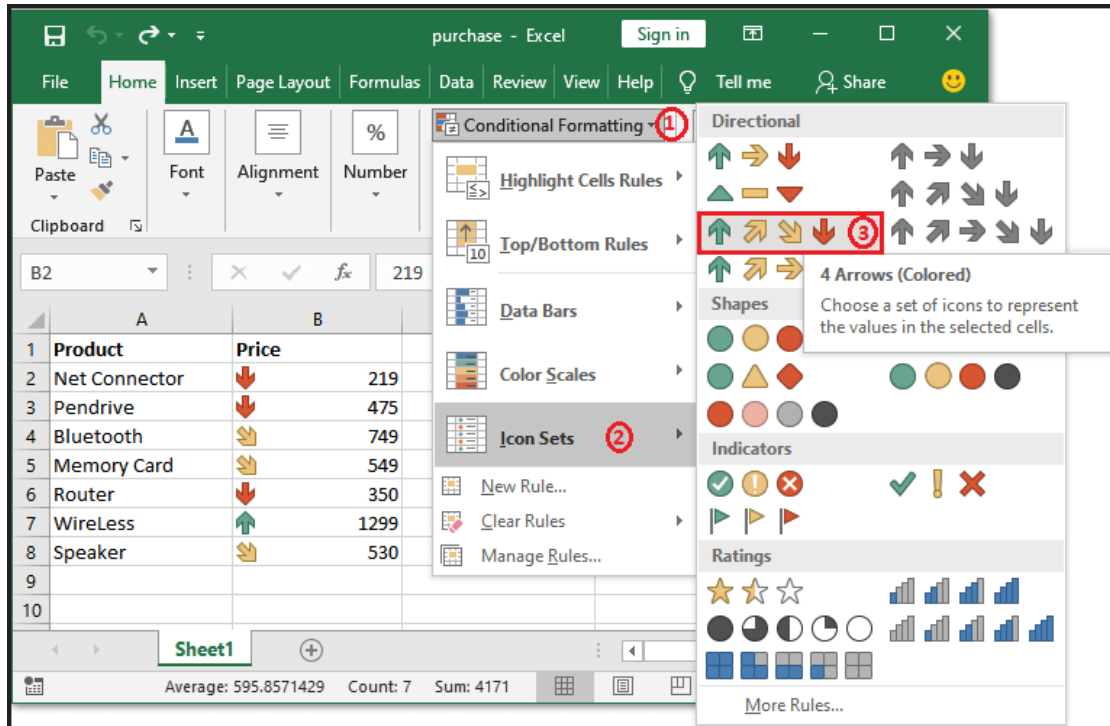 purchase - Excel Sign in
File Home Insert Page Layout Formulas Data Review View Help Tell me Share
Paste
Clipboard
A
Font
Alignment
%
Number
Conditional Formatting 1
Highlight Cells Rules
10 Top/Bottom Rules
Data Bars
Color Scales
Icon Sets 2
New Rule...
Clear Rules
Manage Rules...
Directional
3
4 Arrows (Colored)
Choose a set of icons to represent
the values in the selected cells.
Shapes
Indicators
Ratings
More Rules...
B2 fx 219
A B
1 Product Price
2 Net Connector 219
3 Pendrive 475
4 Bluetooth 749
5 Memory Card 549
6 Router 350
7 WireLess 1299
8 Speaker 530
9
10
Sheet1
Average: 595.8571429 Count: 7 Sum: 4171